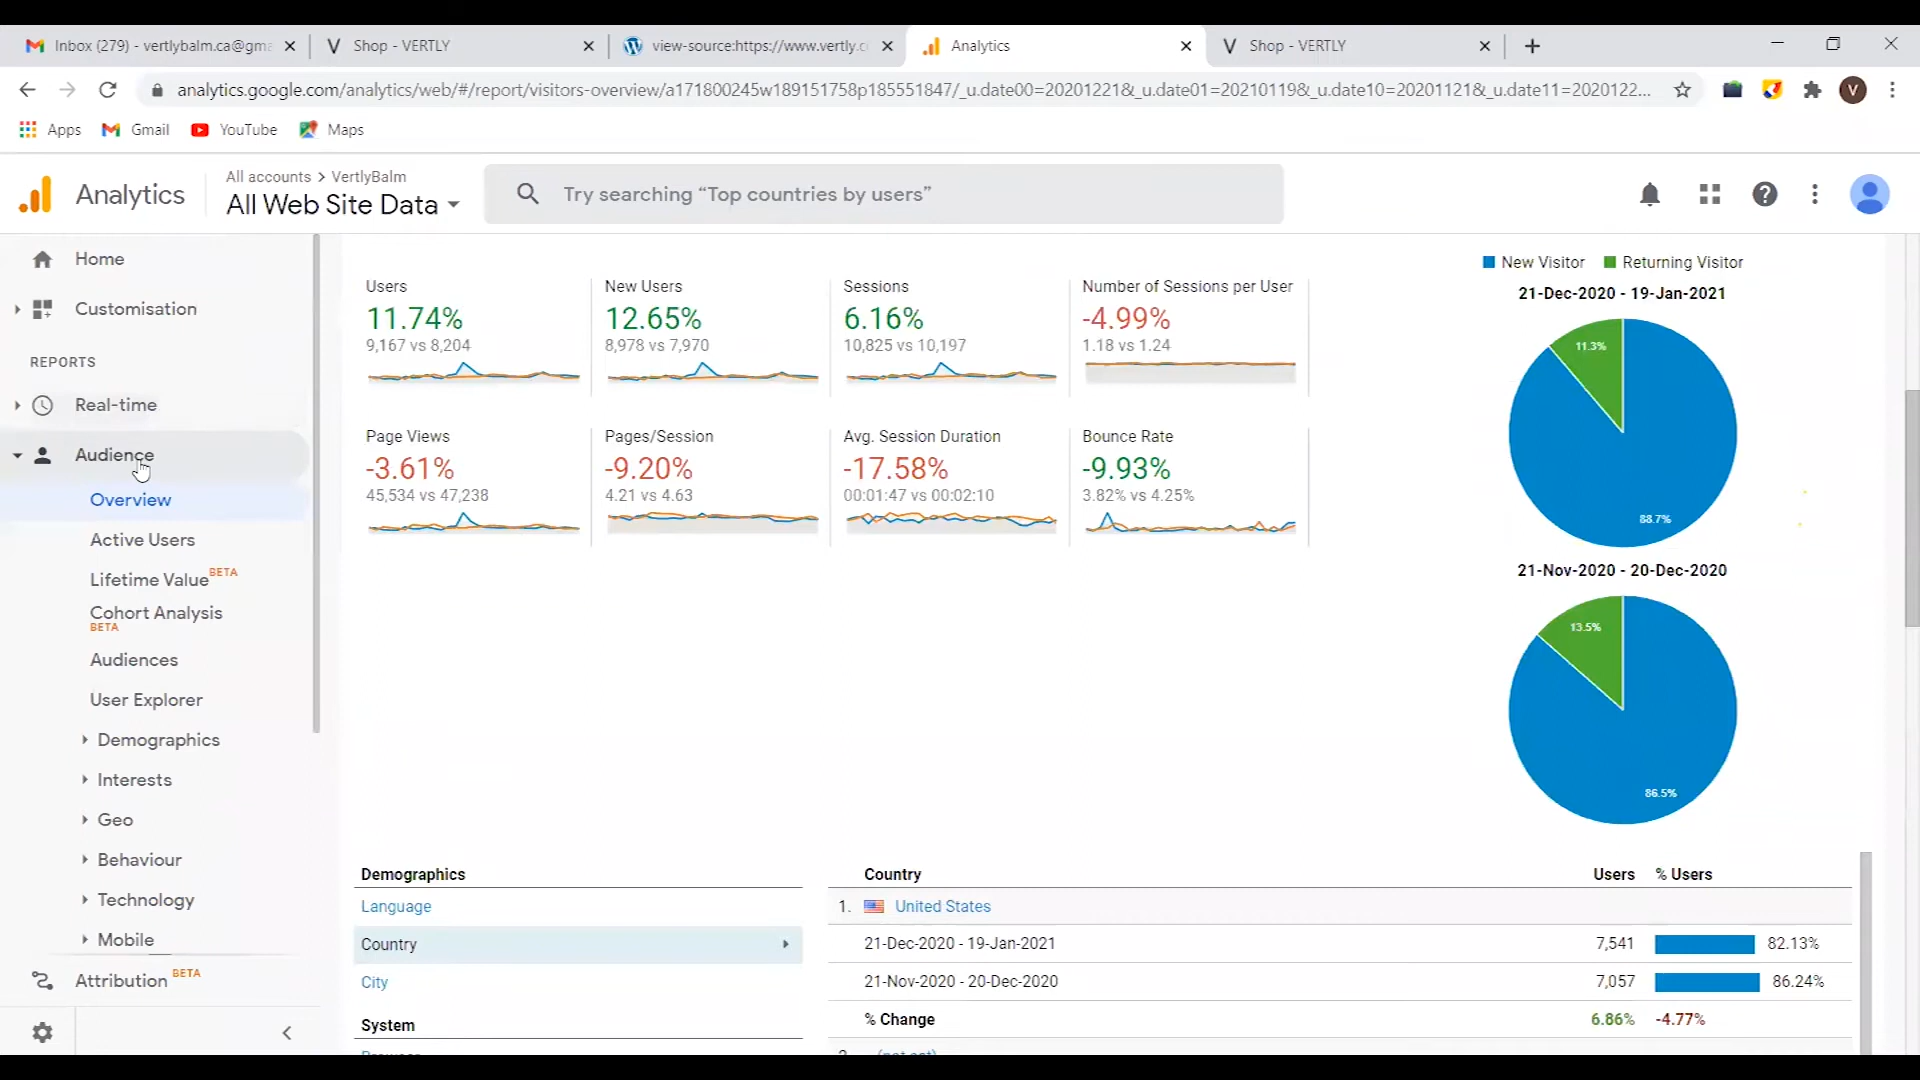 Inbox (279) - vertlybalm.ca@gma
Shop - VERTLY
view-source:https://www.vertly.c
Analytics
Shop - VERTLY
analytics.google.com/analytics/web/#/report/visitors-overview/a171800245w189151758p185551847/_u.date00=20201221&_u.date01=20210119&_u.date10=20201121&_u.date11=2020122...
V
Apps
Gmail
YouTube
Maps
Analytics
All accounts > VertlyBalm
All Web Site Data
Try searching “Top countries by users”
Home
Customisation
REPORTS
Real-time
Audience
Overview
Active Users
Lifetime Value BETA
Cohort Analysis
BETA
Audiences
User Explorer
Demographics
Interests
Geo
Behaviour
Technology
Mobile
Attribution BETA
Users
11.74%
9,167 vs 8,204
New Users
12.65%
8,978 vs 7,970
Sessions
6.16%
10,825 vs 10,197
Number of Sessions per User
-4.99%
1.18 vs 1.24
Page Views
-3.61%
45,534 vs 47,238
Pages/Session
-9.20%
4.21 vs 4.63
Avg. Session Duration
-17.58%
00:01:47 vs 00:02:10
Bounce Rate
-9.93%
3.82% vs 4.25%
New Visitor Returning Visitor
21-Dec-2020 - 19-Jan-2021
11.3%
88.7%
21-Nov-2020 - 20-Dec-2020
13.5%
86.5%
Demographics
Language
Country
City
System
Country Users % Users
1. United States
21-Dec-2020 - 19-Jan-2021 7,541 82.13%
21-Nov-2020 - 20-Dec-2020 7,057 86.24%
% Change 6.86% -4.77%